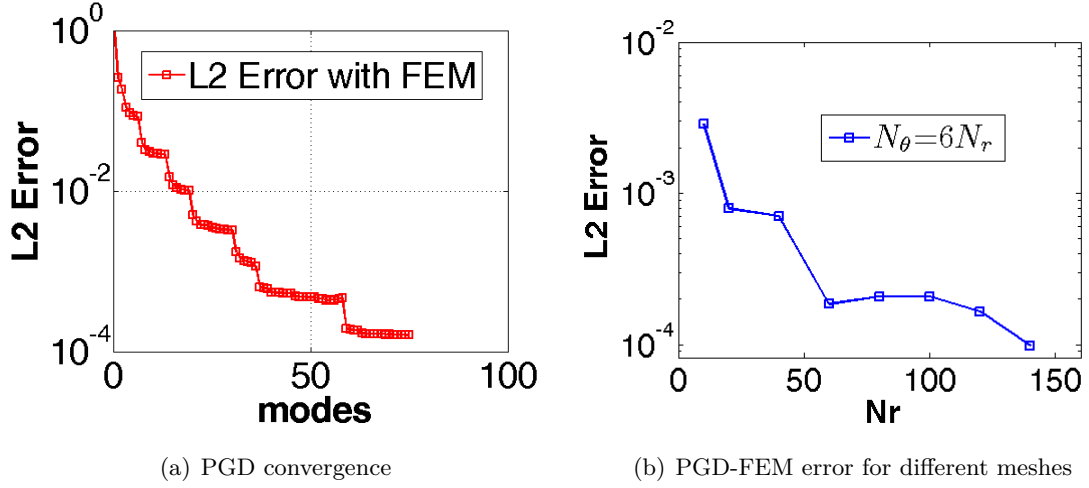 10^0
10^-2
10^-4
L2 Error
L2 Error with FEM
0
50
100
modes
(a) PGD convergence
10^-2
10^-3
10^-4
L2 Error
N_θ=6N_r
0
50
100
150
Nr
(b) PGD-FEM error for different meshes